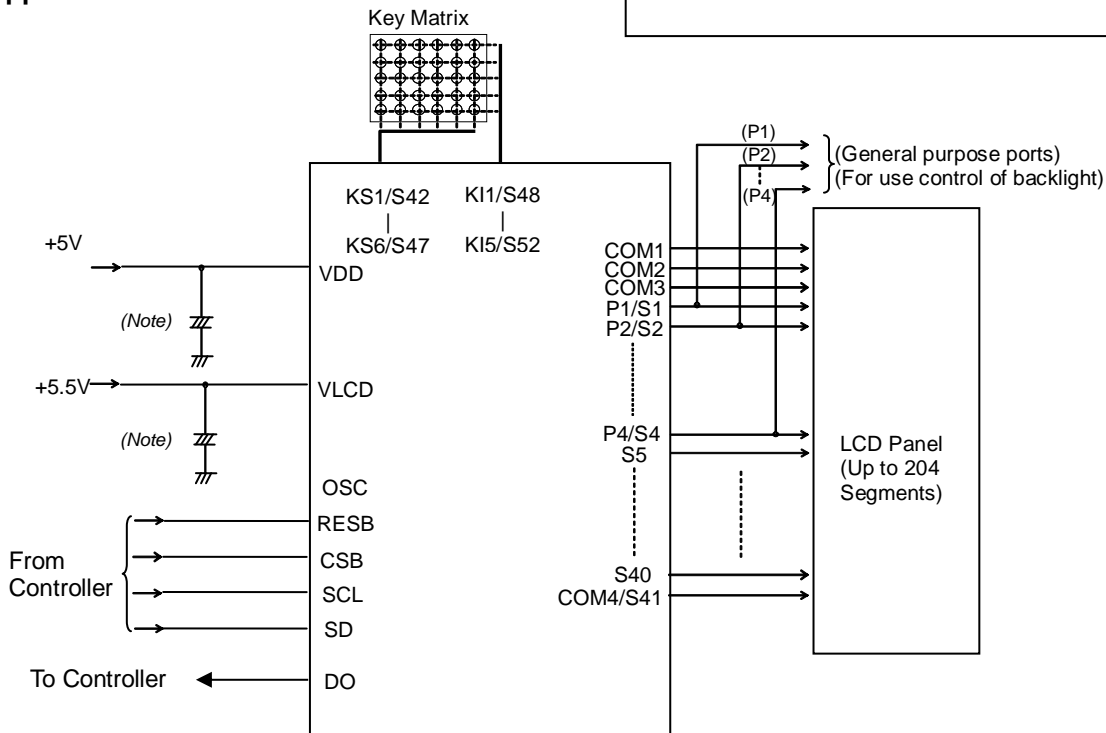 Key Matrix
(P1)
(P2)
(P4)
(General purpose ports)
(For use control of backlight)
KS1/S42
KI1/S48
KS6/S47
KI5/S52
+5V
VDD
(Note)
+5.5V
VLCD
(Note)
OSC
RESB
CSB
SCL
SD
From
Controller
To Controller
DO
COM1
COM2
COM3
P1/S1
P2/S2
P4/S4
S5
S40
COM4/S41
LCD Panel
(Up to 204
Segments)